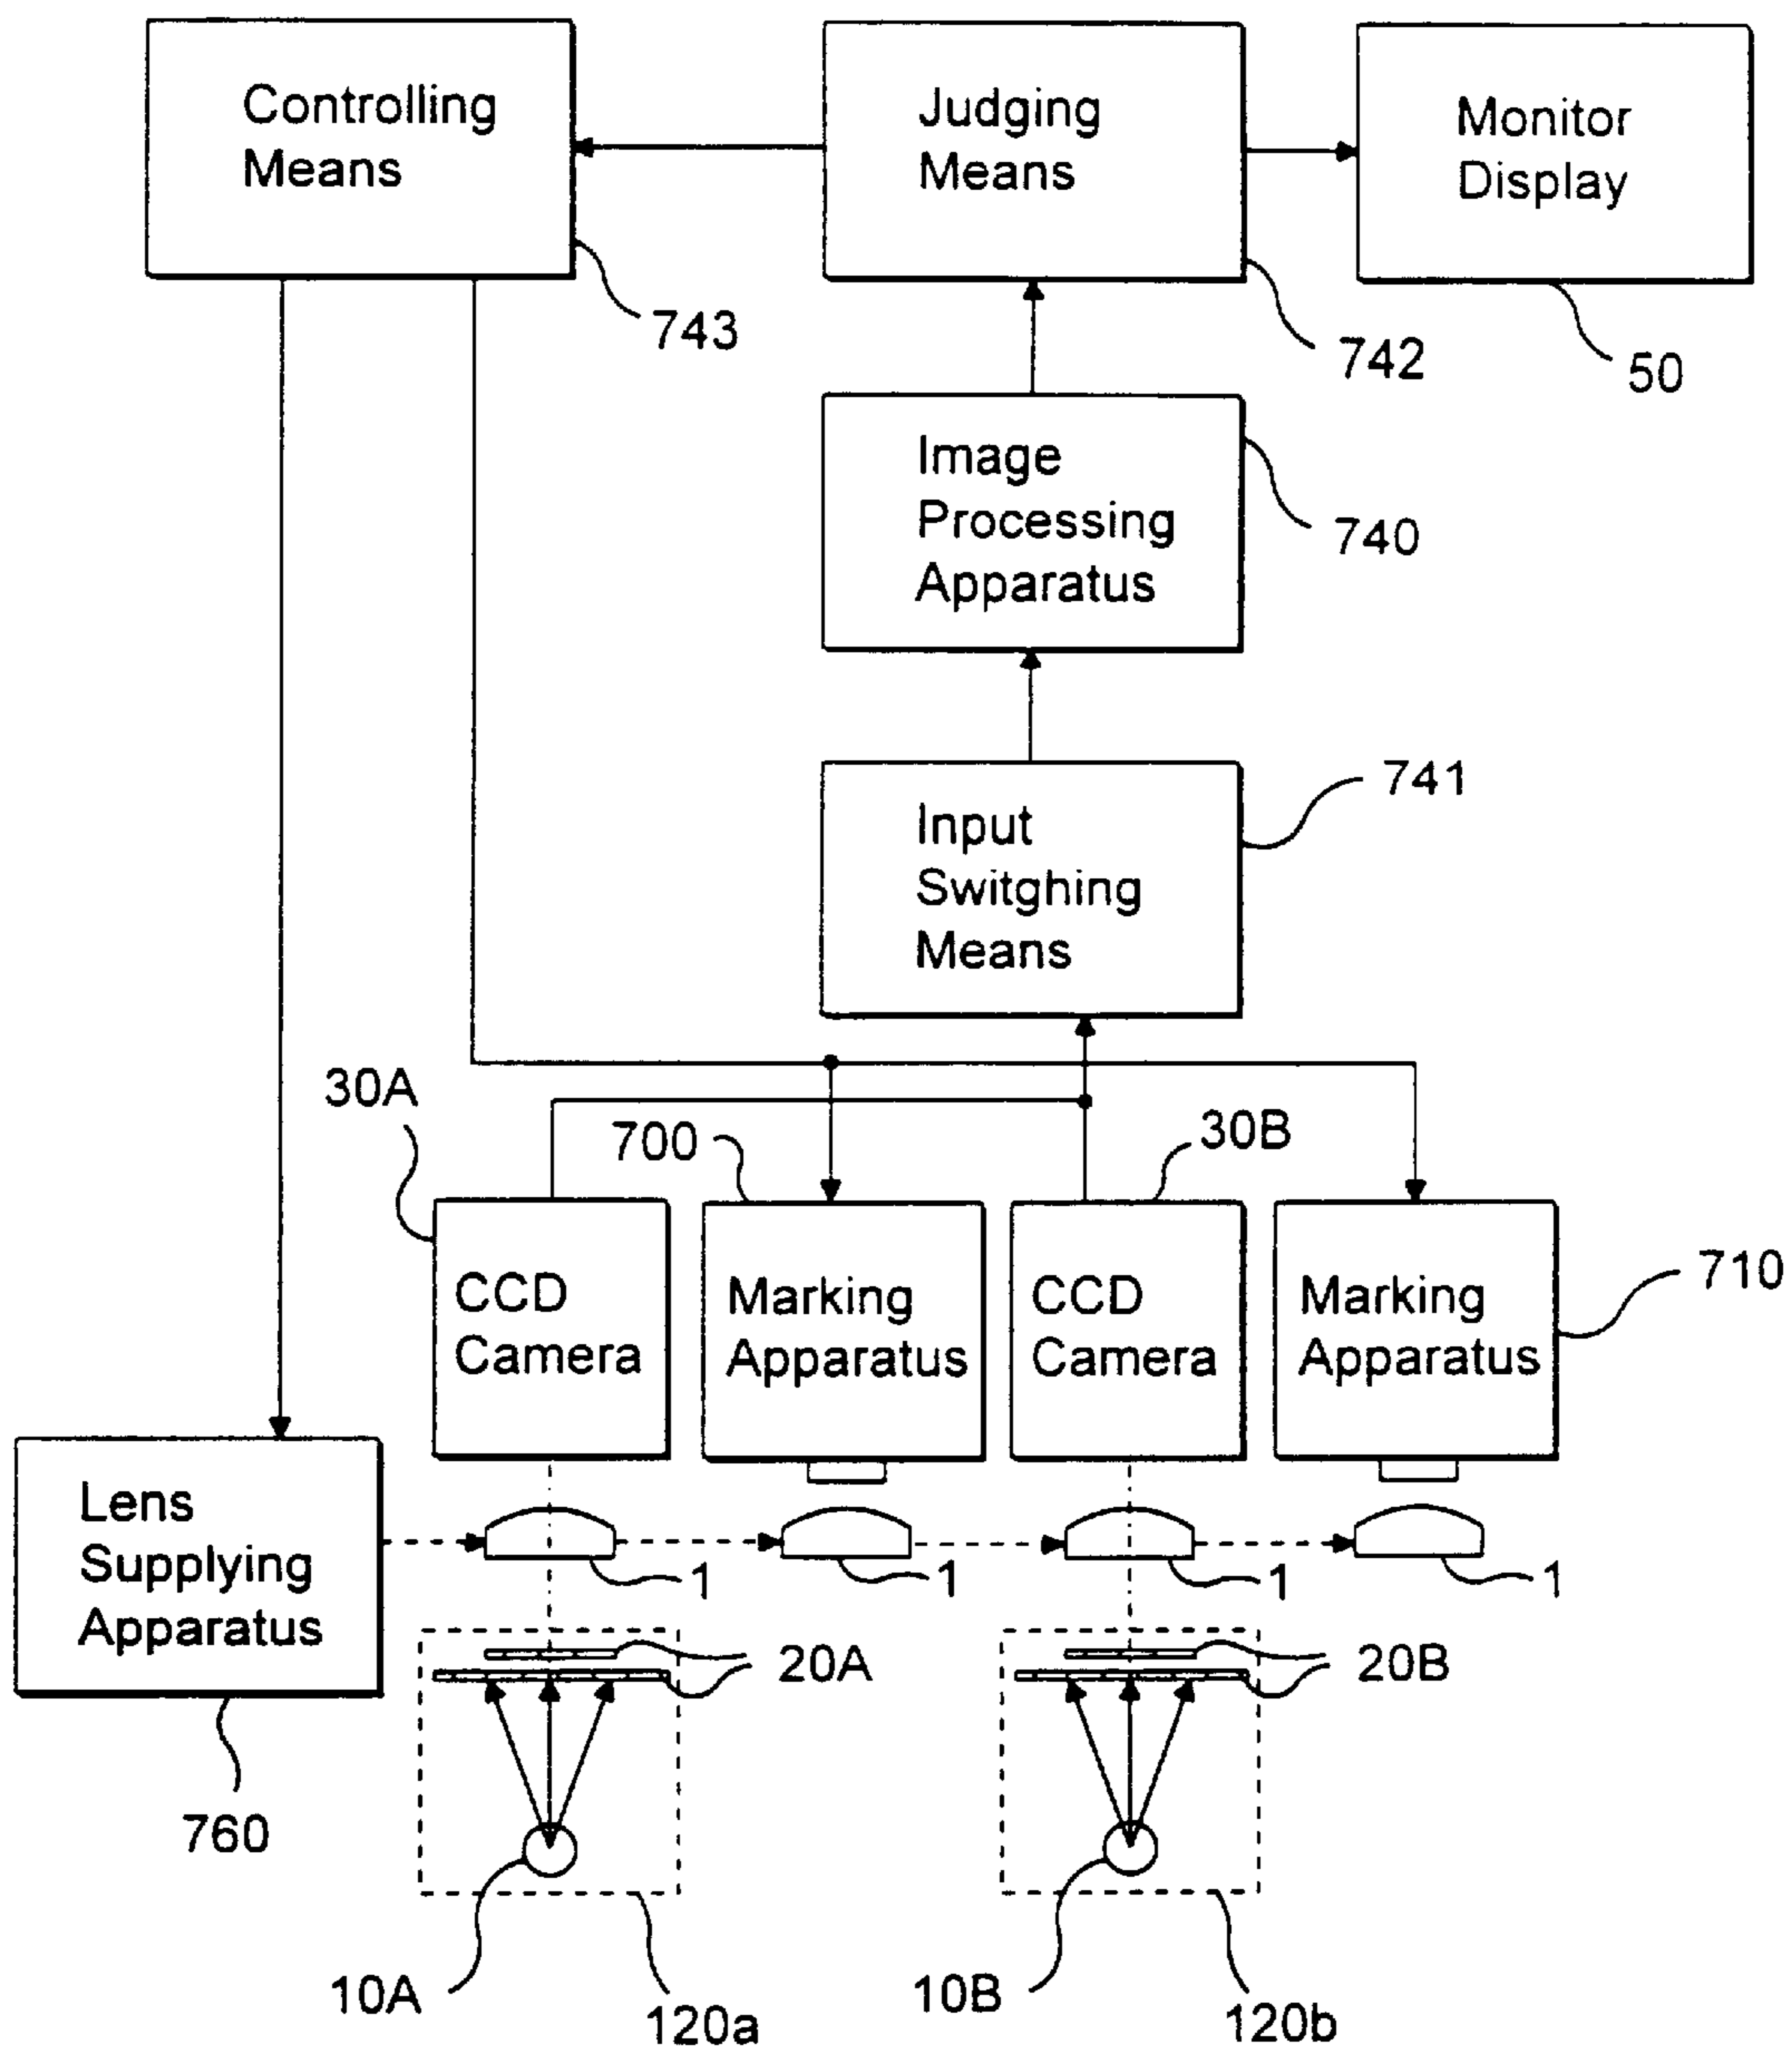 Controlling
Means
Judging
Means
Monitor
Display
743
742
50
Image
Processing
Apparatus
740
741
Input
Switghing
Means
30A
700
30B
CCD
Camera
Marking
Apparatus
CCD
Camera
Marking
Apparatus
710
Lens
Supplying
Apparatus
1
1
1
1
20A
20B
760
10A
120a
10B
120b